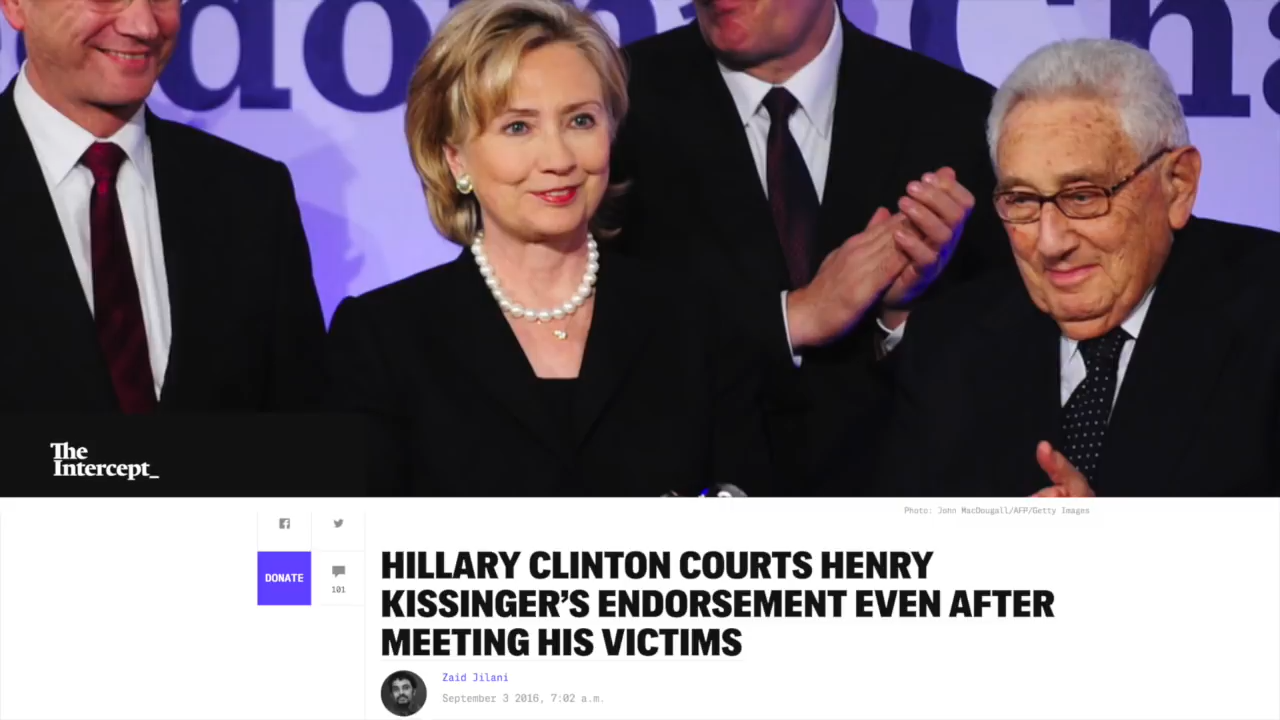 The
Intercept_
Photo: John MacDougall/AFP/Getty Images
DONATE
101
HILLARY CLINTON COURTS HENRY
KISSINGER’S ENDORSEMENT EVEN AFTER
MEETING HIS VICTIMS
Zaid Jilani
September 3 2016, 7:02 a.m.